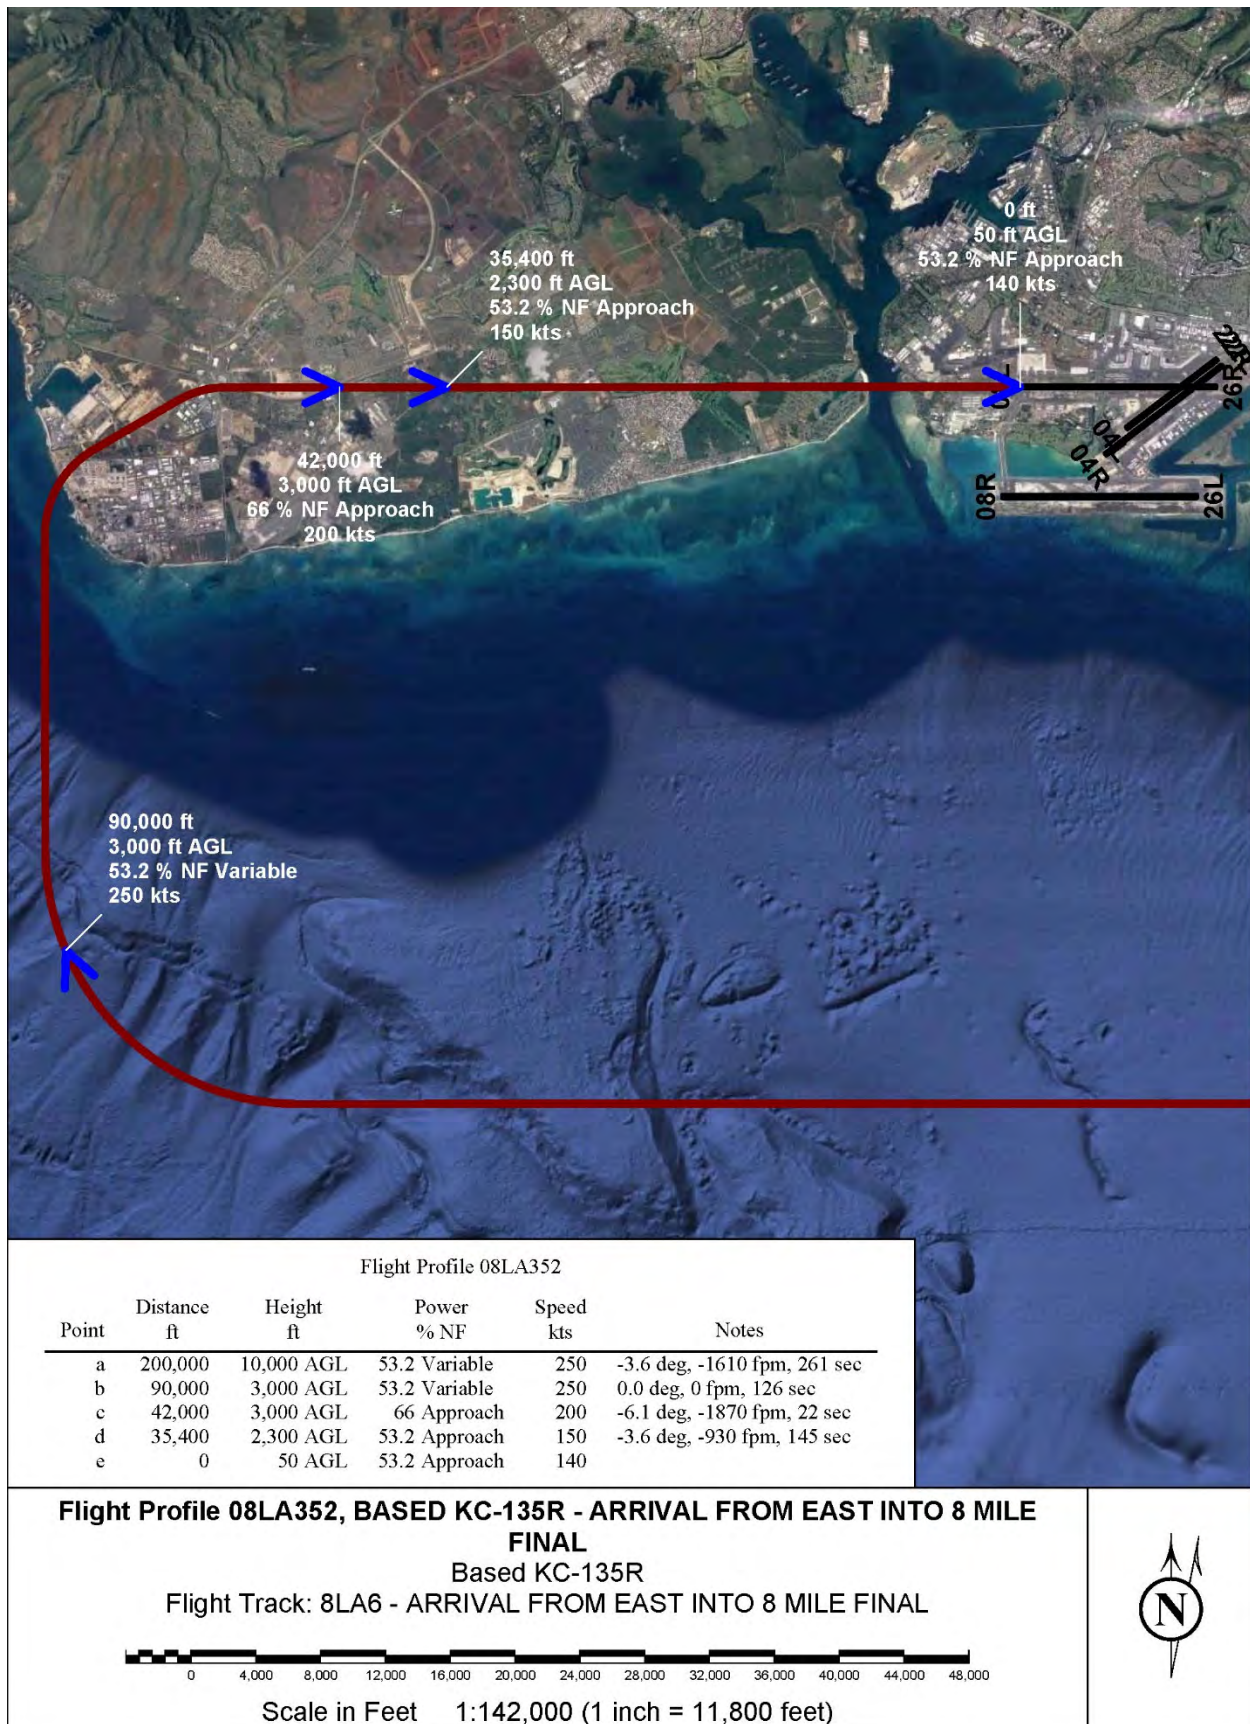 0 ft
50 ft AGL
53.2 % NF Approach
140 kts
35,400 ft
2,300 ft AGL
53.2 % NF Approach
150 kts
26R
04L
04R
42,000 ft
3,000 ft AGL
66 % NF Approach
200 kts
08R
26L
90,000 ft
3,000 ft AGL
53.2 % NF Variable
250 kts
Flight Profile 08LA352
Point Distance ft Height ft Power % NF Speed kts Notes
a 200,000 10,000 AGL 53.2 Variable 250 -3.6 deg, -1610 fpm, 261 sec
b 90,000 3,000 AGL 53.2 Variable 250 0.0 deg, 0 fpm, 126 sec
c 42,000 3,000 AGL 66 Approach 200 -6.1 deg, -1870 fpm, 22 sec
d 35,400 2,300 AGL 53.2 Approach 150 -3.6 deg, -930 fpm, 145 sec
e 0 50 AGL 53.2 Approach 140
Flight Profile 08LA352, BASED KC-135R - ARRIVAL FROM EAST INTO 8 MILE
FINAL
Based KC-135R
Flight Track: 8LA6 - ARRIVAL FROM EAST INTO 8 MILE FINAL
0 4,000 8,000 12,000 16,000 20,000 24,000 28,000 32,000 36,000 40,000 44,000 48,000
Scale in Feet 1:142,000 (1 inch = 11,800 feet)
N